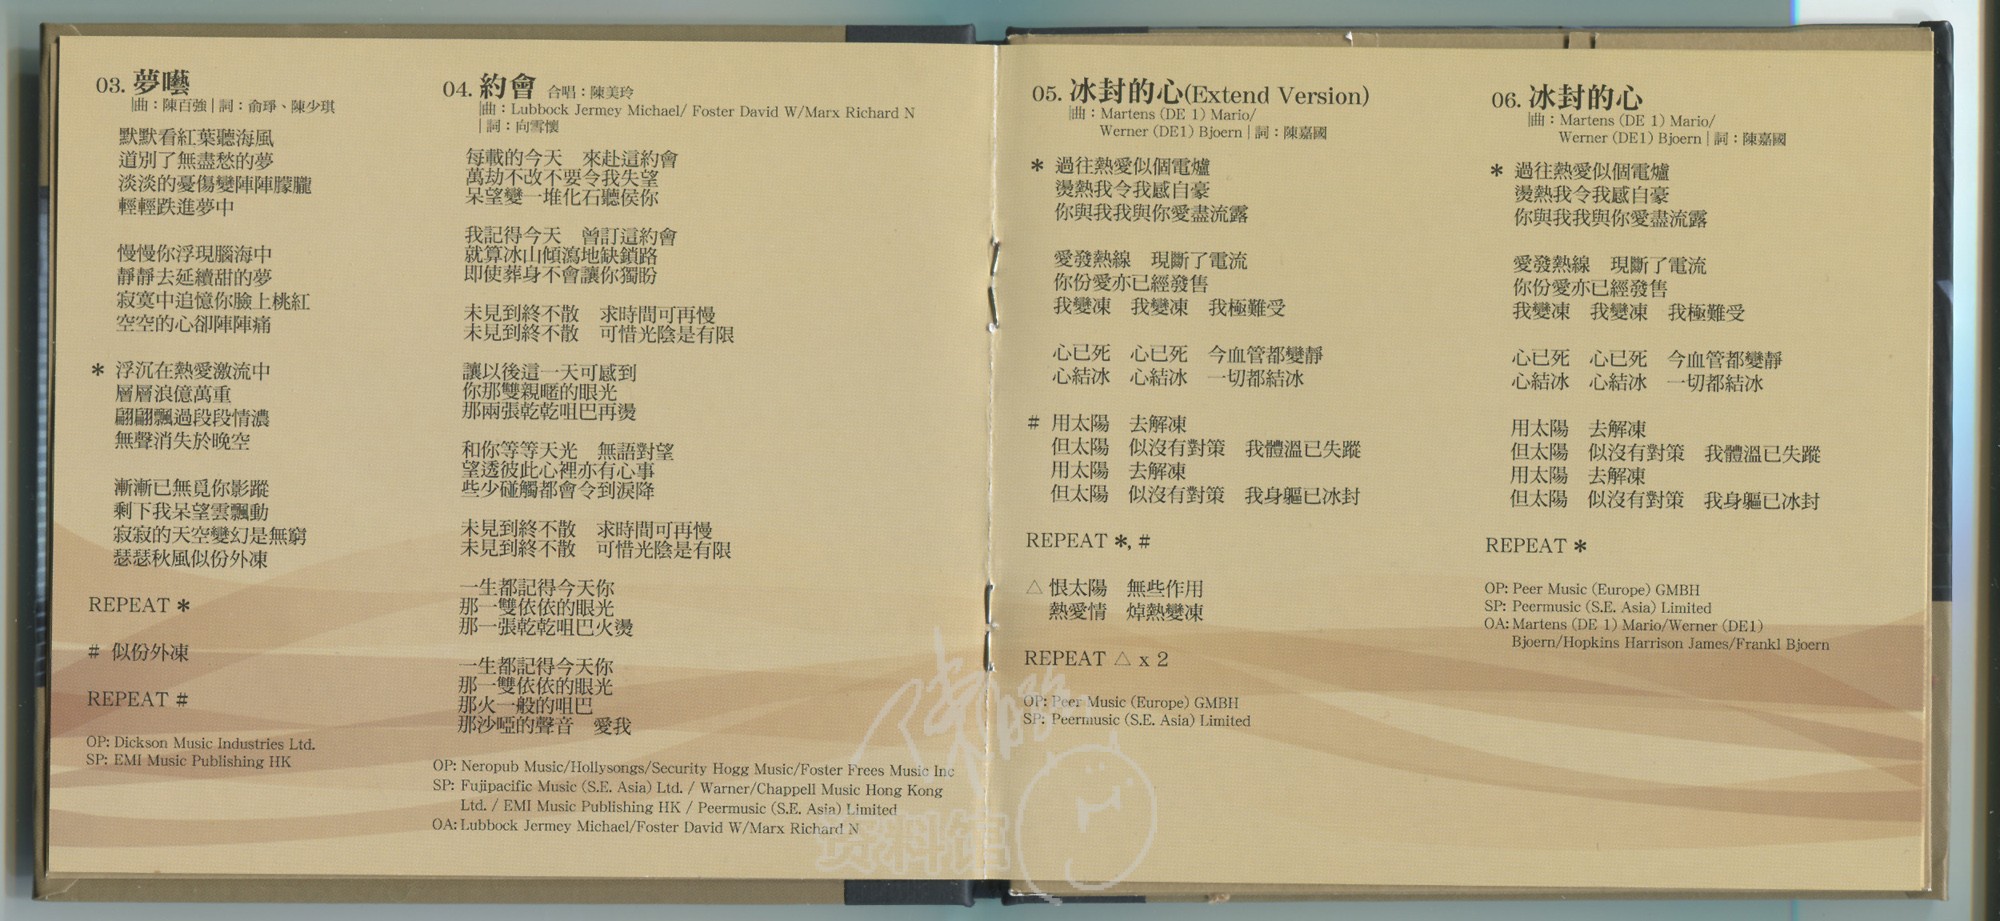 03. 夢囈
曲：陳百強 | 詞：俞琤、陳少琪
默默看紅葉聽海風
道別了無盡愁的夢
淡淡的憂傷變陣陣朦朧
輕輕跌進夢中
慢慢你浮現腦海中
靜靜去延續甜的夢
寂寞中追憶你臉上桃紅
空空的心卻陣陣痛
* 浮沉在熱愛激流中
層層浪億萬重
翩翩飄過段段情濃
無聲消失於晚空
漸漸已無覓你影蹤
剩下我呆望雲飄動
寂寂的天空變幻是無窮
瑟瑟秋風似份外凍
REPEAT *
# 似份外凍
REPEAT #
OP: Dickson Music Industries Ltd.
SP: EMI Music Publishing HK
04. 約會 合唱：陳美玲
曲：Lubbock Jermey Michael/ Foster David W/Marx Richard N
| 詞：向雪懷
每載的今天　來赴這約會
萬劫不改不要令我失望
呆望變一堆化石聽侯你
我記得今天　曾訂這約會
就算冰山傾瀉地缺鎖路
即使葬身不會讓你獨盼
未見到終不散　求時間可再慢
未見到終不散　可惜光陰是有限
讓以後這一天可感到
你那雙親暱的眼光
那兩張乾乾咀巴再燙
和你等等天光　無語對望
望透彼此心裡亦有心事
些少碰觸都會令到淚降
未見到終不散　求時間可再慢
未見到終不散　可惜光陰是有限
一生都記得今天你
那一雙依依的眼光
那一張乾乾咀巴火燙
一生都記得今天你
那一雙依依的眼光
那火一般的咀巴
那沙啞的聲音　愛我
OP: Neropub Music/Hollysongs/Security Hogg Music/Foster Frees Music Inc
SP: Fujipacific Music (S.E. Asia) Ltd. / Warner/Chappell Music Hong Kong
Ltd. / EMI Music Publishing HK / Peermusic (S.E. Asia) Limited
OA: Lubbock Jermey Michael/Foster David W/Marx Richard N
05. 冰封的心(Extend Version)
曲：Martens (DE 1) Mario/
Werner (DE1) Bjoern | 詞：陳嘉國
* 過往熱愛似個電爐
燙熱我令我感自豪
你與我我與你愛盡流露
愛發熱線　現斷了電流
你份愛亦已經發售
我變凍　我變凍　我極難受
心已死　心已死　今血管都變靜
心結冰　心結冰　一切都結冰
# 用太陽　去解凍
但太陽　似沒有對策　我體溫已失蹤
用太陽　去解凍
但太陽　似沒有對策　我身軀已冰封
REPEAT *, #
△ 恨太陽　無些作用
熱愛情　焯熱變凍
REPEAT △ x 2
OP: Peer Music (Europe) GMBH
SP: Peermusic (S.E. Asia) Limited
06. 冰封的心
曲：Martens (DE 1) Mario/
Werner (DE1) Bjoern | 詞：陳嘉國
* 過往熱愛似個電爐
燙熱我令我感自豪
你與我我與你愛盡流露
愛發熱線　現斷了電流
你份愛亦已經發售
我變凍　我變凍　我極難受
心已死　心已死　今血管都變靜
心結冰　心結冰　一切都結冰
用太陽　去解凍
但太陽　似沒有對策　我體溫已失蹤
用太陽　去解凍
但太陽　似沒有對策　我身軀已冰封
REPEAT *
OP: Peer Music (Europe) GMBH
SP: Peermusic (S.E. Asia) Limited
OA: Martens (DE 1) Mario/Werner (DE1)
Bjoern/Hopkins Harrison James/Frankl Bjoern
资料馆